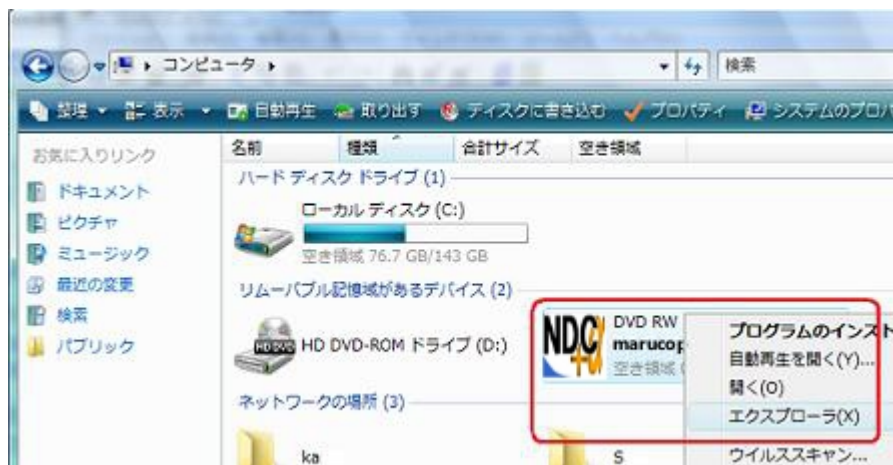 コンピュータ
検索
整理 表示 自動再生 取り出す ディスクに書き込む プロパティ システムのプロパ
お気に入りリンク
ドキュメント
ピクチャ
ミュージック
最近の変更
検索
パブリック
名前 種類 合計サイズ 空き領域
ハード ディスク ドライブ (1)
ローカル ディスク (C:)
空き領域 76.7 GB/143 GB
リムーバブル記憶域があるデバイス (2)
HD DVD
HD DVD-ROM ドライブ (D:)
NDC
DVD RW
marucop
空き領域
プログラムのインスト
自動再生を開く(Y)...
開く(O)
エクスプローラ(X)
ウイルススキャン...
ネットワークの場所 (3)
ka
S